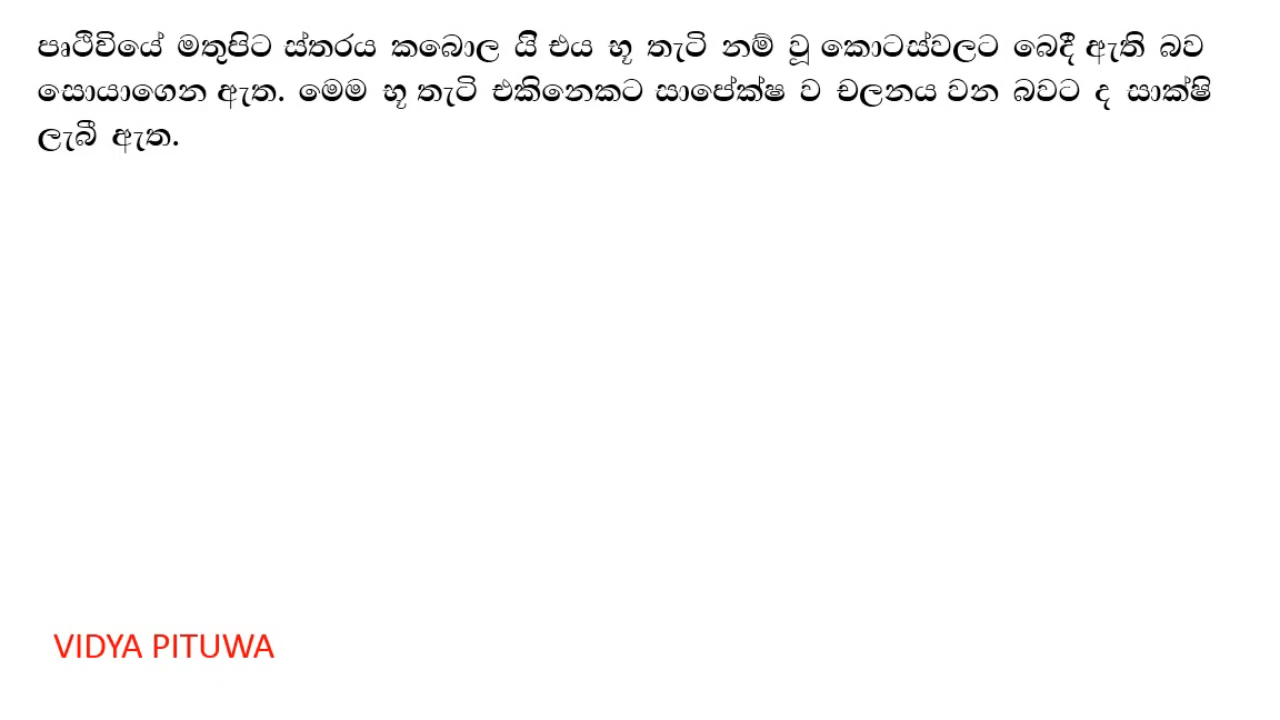 පෘථිවියේ මතුපිට ස්තරය කබොල යි එය භූ තැටි නම් වූ කොටස්වලට බෙදී ඇති බව
සොයාගෙන ඇත. මෙම භූ තැටි එකිනෙකට සාපේක්ෂ ව චලනය වන බවට ද සාක්ෂි
ලැබී ඇත.
VIDYA PITUWA